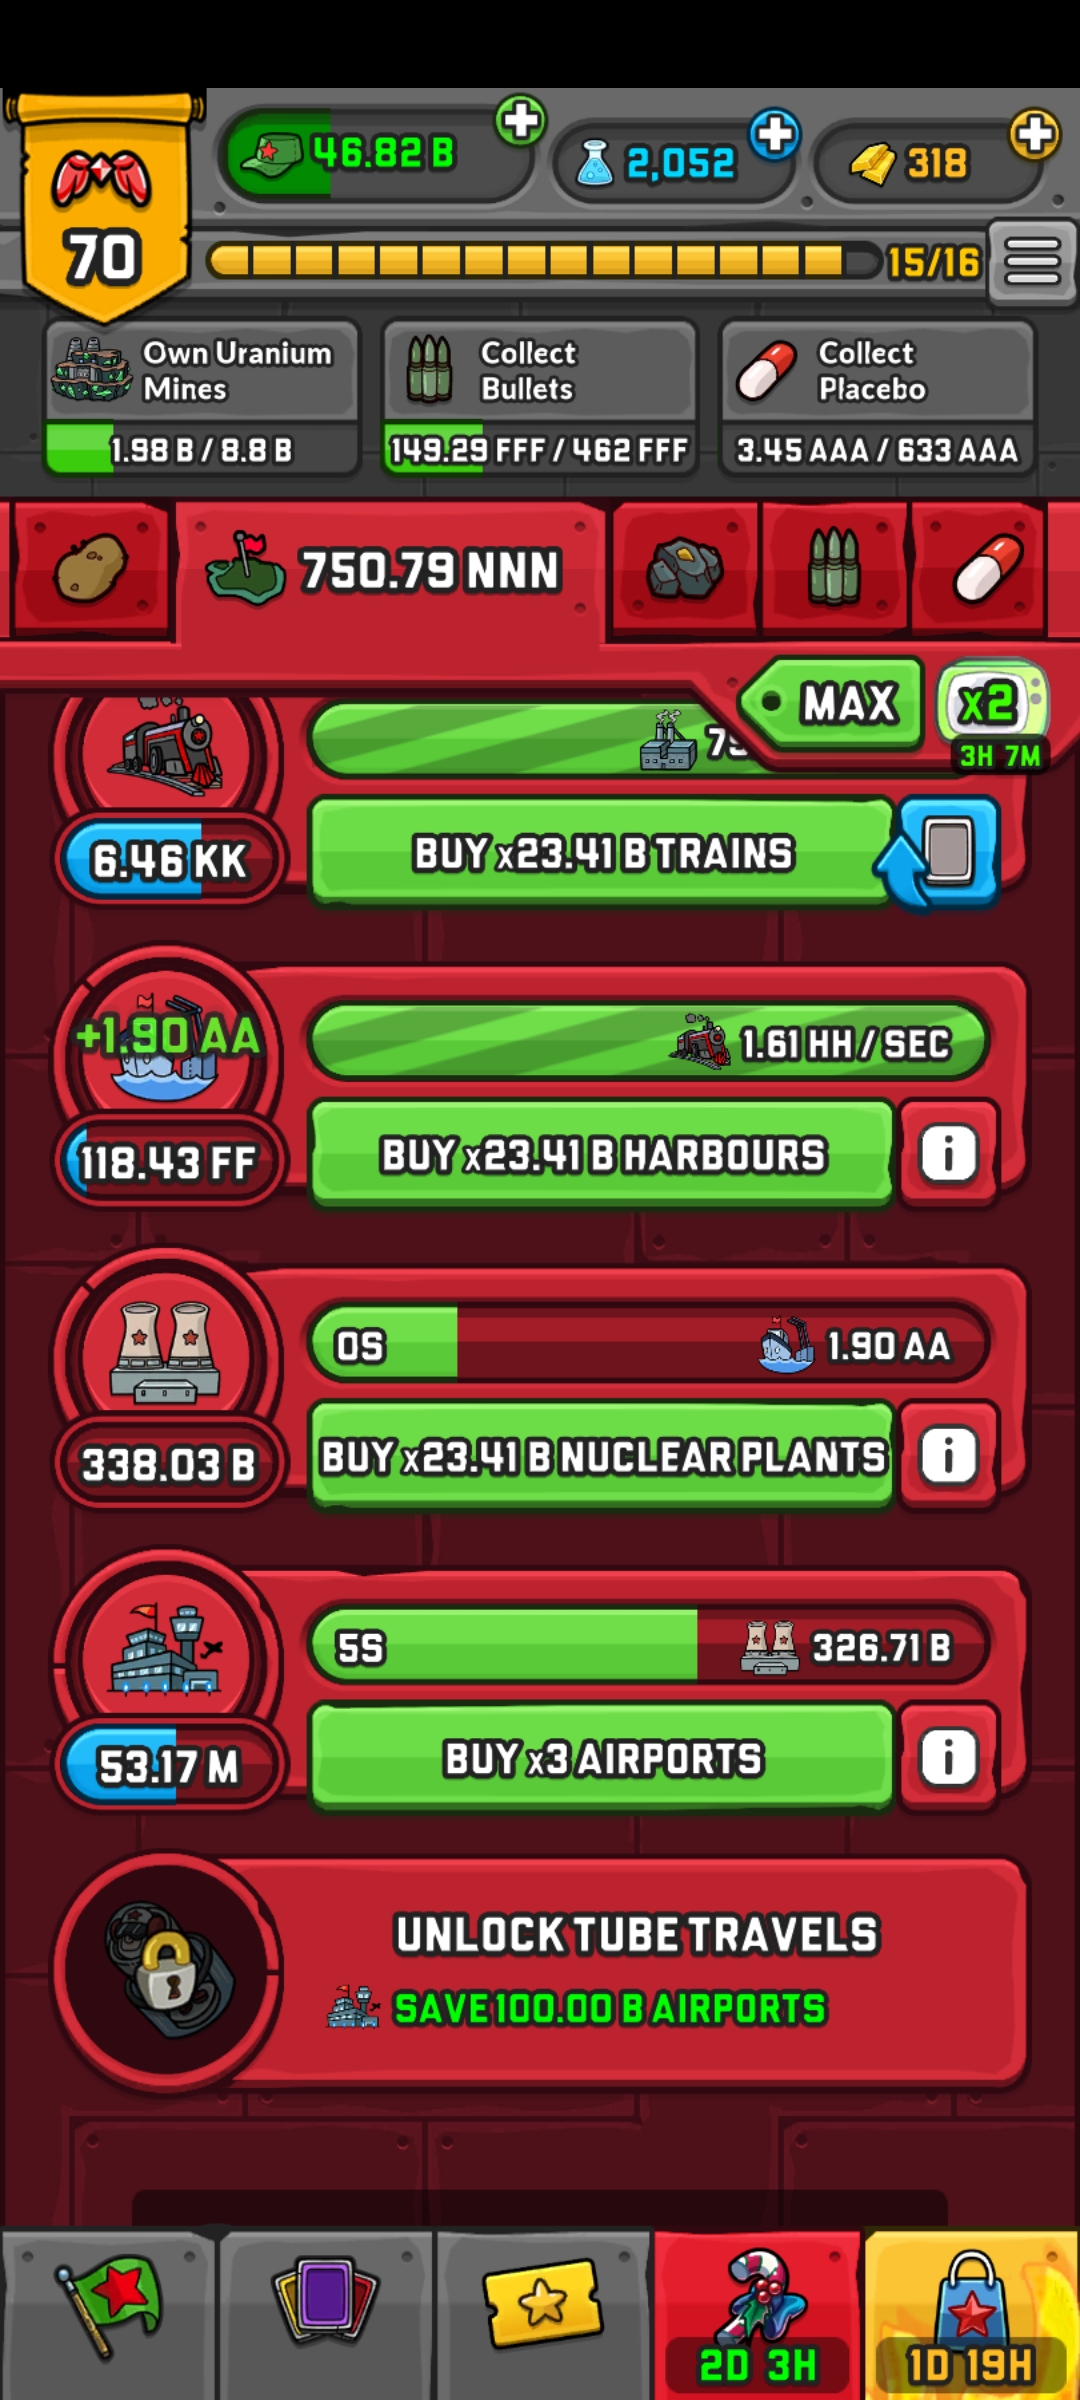 46.82 B
2,052
318
70
15/16
Own Uranium
Mines
1.98 B / 8.8 B
Collect
Bullets
149.29 FFF / 462 FFF
Collect
Placebo
3.45 AAA / 633 AAA
750.79 NNN
MAX
x2
3H 7M
BUY x23.41 B TRAINS
6.46 KK
+1.90 AA
1.61 HH / SEC
118.43 FF
BUY x23.41 B HARBOURS
i
0S
1.90 AA
338.03 B
BUY x23.41 B NUCLEAR PLANTS
i
5S
326.71 B
53.17 M
BUY x3 AIRPORTS
i
UNLOCK TUBE TRAVELS
SAVE 100.00 B AIRPORTS
2D 3H
1D 19H